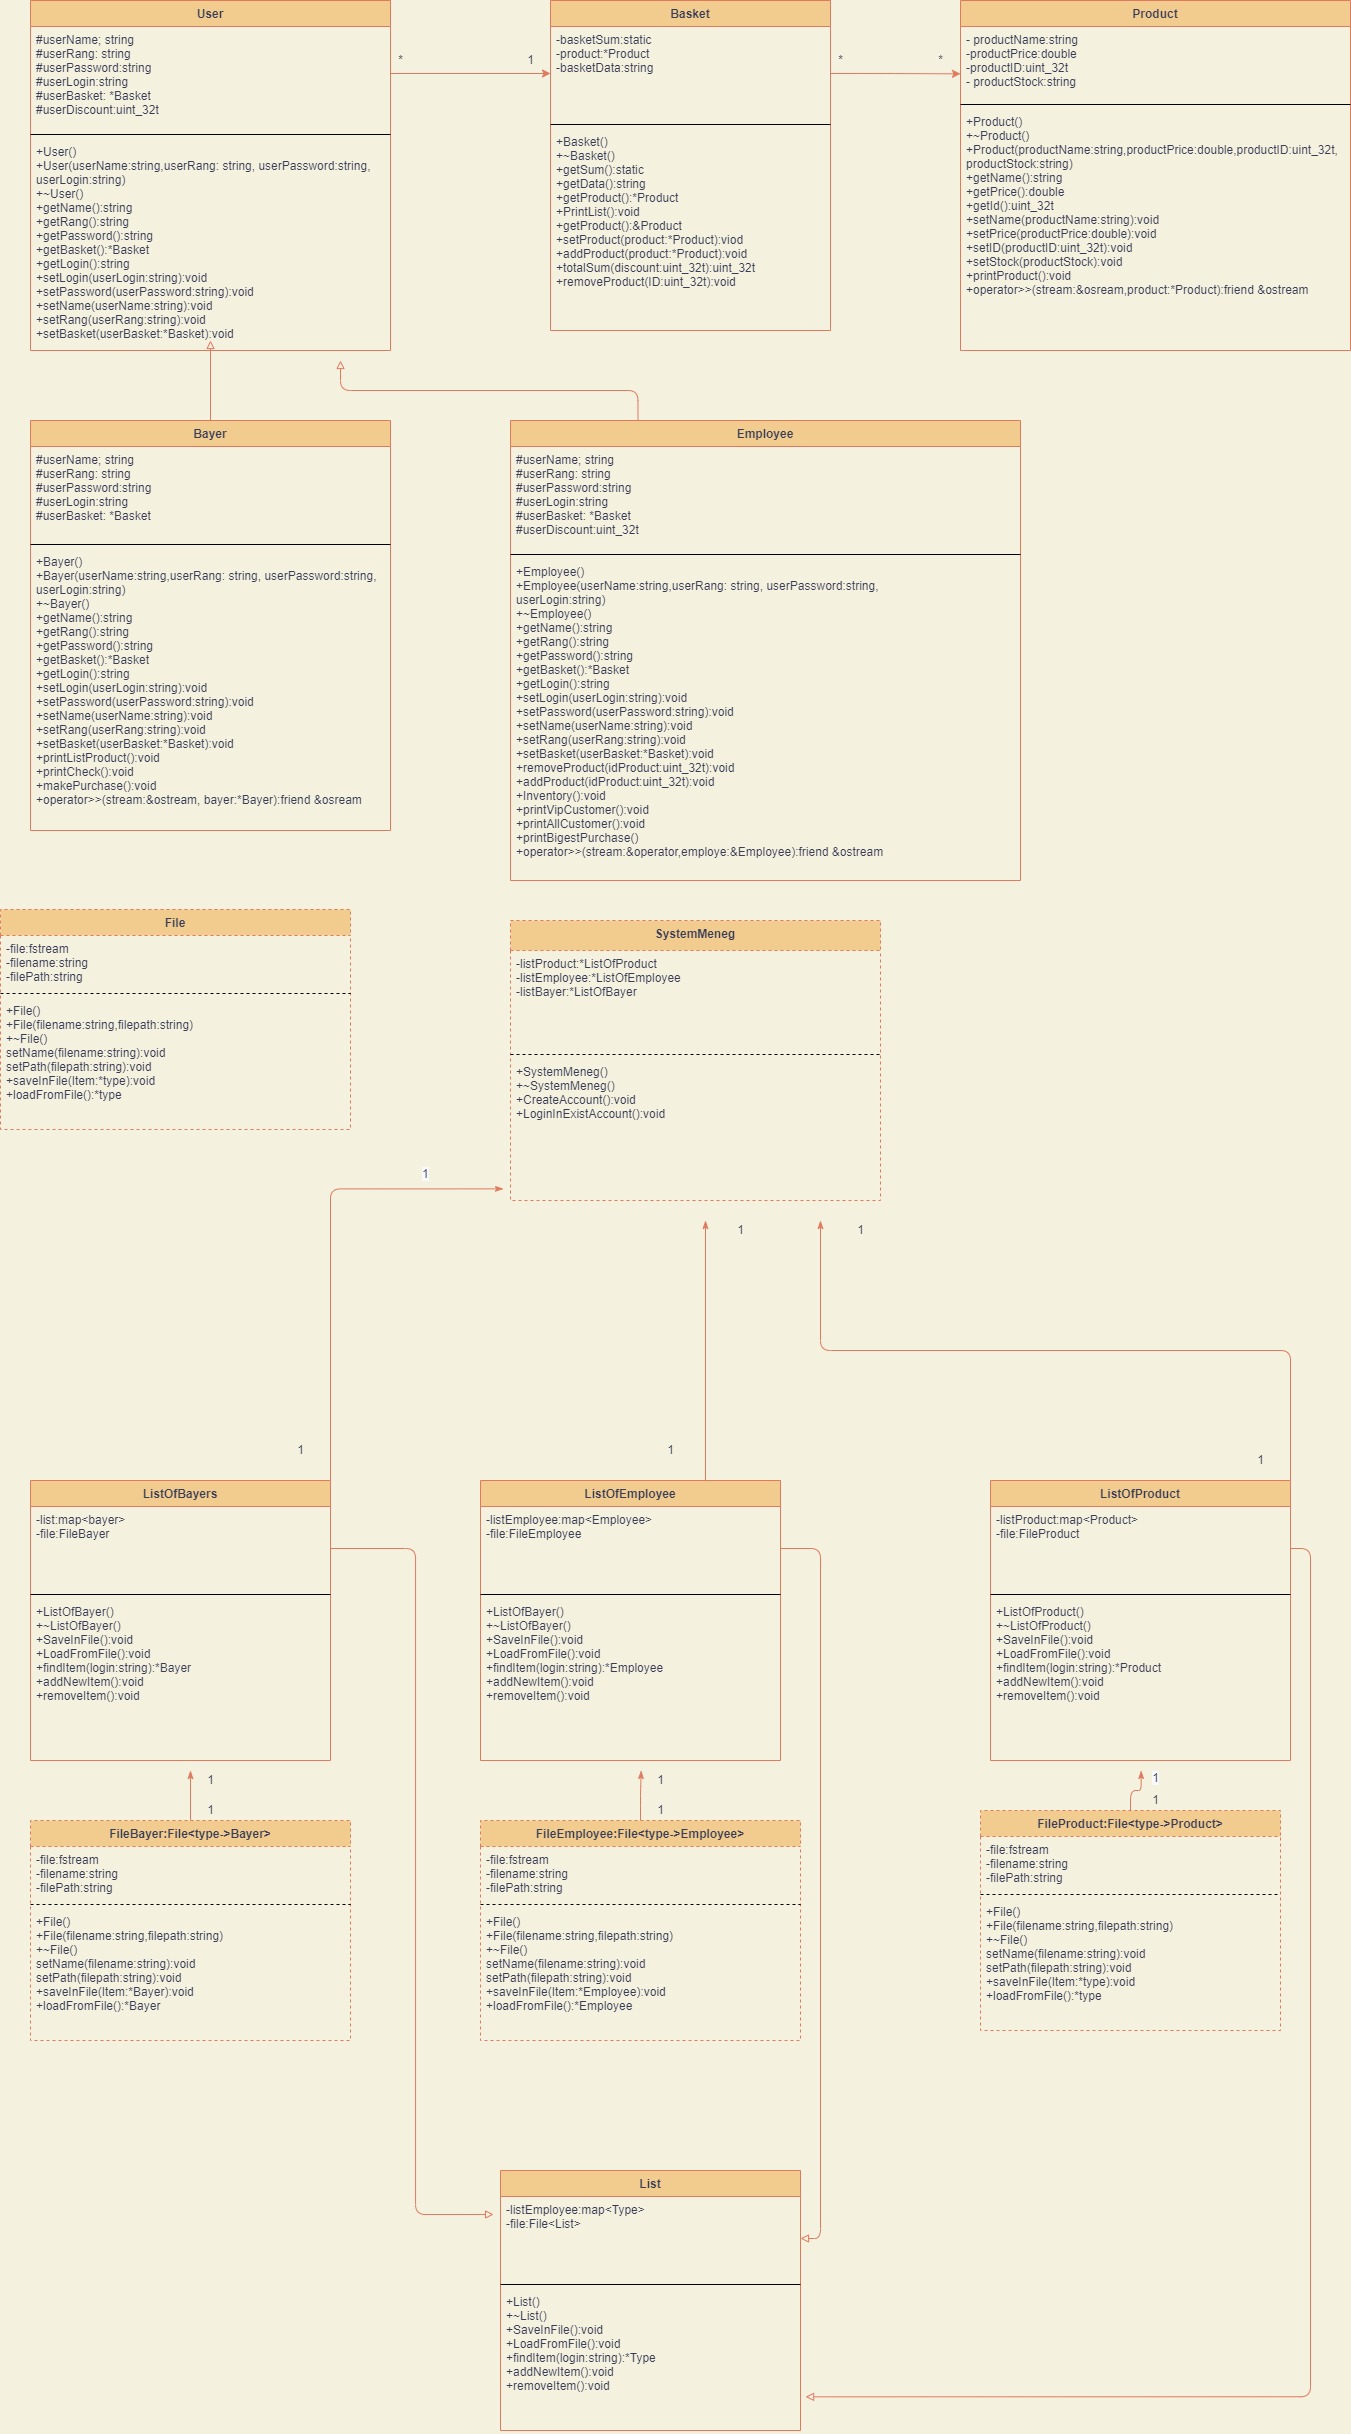 User
#userName; string
#userRang: string
#userPassword:string
#userLogin:string
#userBasket: *Basket
#userDiscount:uint_32t
+User()
+User(userName:string,userRang: string, userPassword:string,
userLogin:string)
+~User()
+getName():string
+getRang():string
+getPassword():string
+getBasket():*Basket
+getLogin():string
+setLogin(userLogin:string):void
+setPassword(userPassword:string):void
+setName(userName:string):void
+setRang(userRang:string):void
+setBasket(userBasket:*Basket):void
*
1
Basket
-basketSum:static
-product:*Product
-basketData:string
+Basket()
+~Basket()
+getSum():static
+getData():string
+getProduct():*Product
+PrintList():void
+getProduct():&Product
+setProduct(product:*Product):viod
+addProduct(product:*Product):void
+totalSum(discount:uint_32t):uint_32t
+removeProduct(ID:uint_32t):void
*
*
Product
- productName:string
-productPrice:double
-productID:uint_32t
- productStock:string
+Product()
+~Product()
+Product(productName:string,productPrice:double,productID:uint_32t,
productStock:string)
+getName():string
+getPrice():double
+getId():uint_32t
+setName(productName:string):void
+setPrice(productPrice:double):void
+setID(productID:uint_32t):void
+setStock(productStock):void
+printProduct():void
+operator>>(stream:&osream,product:*Product):friend &ostream
Bayer
#userName; string
#userRang: string
#userPassword:string
#userLogin:string
#userBasket: *Basket
+Bayer()
+Bayer(userName:string,userRang: string, userPassword:string,
userLogin:string)
+~Bayer()
+getName():string
+getRang():string
+getPassword():string
+getBasket():*Basket
+getLogin():string
+setLogin(userLogin:string):void
+setPassword(userPassword:string):void
+setName(userName:string):void
+setRang(userRang:string):void
+setBasket(userBasket:*Basket):void
+printListProduct():void
+printCheck():void
+makePurchase():void
+operator>>(stream:&ostream, bayer:*Bayer):friend &osream
Employee
#userName; string
#userRang: string
#userPassword:string
#userLogin:string
#userBasket: *Basket
#userDiscount:uint_32t
+Employee()
+Employee(userName:string,userRang: string, userPassword:string,
userLogin:string)
+~Employee()
+getName():string
+getRang():string
+getPassword():string
+getBasket():*Basket
+getLogin():string
+setLogin(userLogin:string):void
+setPassword(userPassword:string):void
+setName(userName:string):void
+setRang(userRang:string):void
+setBasket(userBasket:*Basket):void
+removeProduct(idProduct:uint_32t):void
+addProduct(idProduct:uint_32t):void
+Inventory():void
+printVipCustomer():void
+printAllCustomer():void
+printBigestPurchase()
+operator>>(stream:&operator,employe:&Employee):friend &ostream
File
-file:fstream
-filename:string
-filePath:string
+File()
+File(filename:string,filepath:string)
+~File()
setName(filename:string):void
setPath(filepath:string):void
+saveInFile(Item:*type):void
+loadFromFile():*type
SystemMeneg
-listProduct:*ListOfProduct
-listEmployee:*ListOfEmployee
-listBayer:*ListOfBayer
+SystemMeneg()
+~SystemMeneg()
+CreateAccount():void
+LoginInExistAccount():void
1
1
1
1
1
1
ListOfBayers
-list:map<bayer>
-file:FileBayer
+ListOfBayer()
+~ListOfBayer()
+SaveInFile():void
+LoadFromFile():void
+findItem(login:string):*Bayer
+addNewItem():void
+removeItem():void
ListOfEmployee
-listEmployee:map<Employee>
-file:FileEmployee
+ListOfBayer()
+~ListOfBayer()
+SaveInFile():void
+LoadFromFile():void
+findItem(login:string):*Employee
+addNewItem():void
+removeItem():void
ListOfProduct
-listProduct:map<Product>
-file:FileProduct
+ListOfProduct()
+~ListOfProduct()
+SaveInFile():void
+LoadFromFile():void
+findItem(login:string):*Product
+addNewItem():void
+removeItem():void
1
1
1
1
1
1
FileBayer:File<type->Bayer>
-file:fstream
-filename:string
-filePath:string
+File()
+File(filename:string,filepath:string)
+~File()
setName(filename:string):void
setPath(filepath:string):void
+saveInFile(Item:*Bayer):void
+loadFromFile():*Bayer
FileEmployee:File<type->Employee>
-file:fstream
-filename:string
-filePath:string
+File()
+File(filename:string,filepath:string)
+~File()
setName(filename:string):void
setPath(filepath:string):void
+saveInFile(Item:*Employee):void
+loadFromFile():*Employee
FileProduct:File<type->Product>
-file:fstream
-filename:string
-filePath:string
+File()
+File(filename:string,filepath:string)
+~File()
setName(filename:string):void
setPath(filepath:string):void
+saveInFile(Item:*type):void
+loadFromFile():*type
List
-listEmployee:map<Type>
-file:File<List>
+List()
+~List()
+SaveInFile():void
+LoadFromFile():void
+findItem(login:string):*Type
+addNewItem():void
+removeItem():void